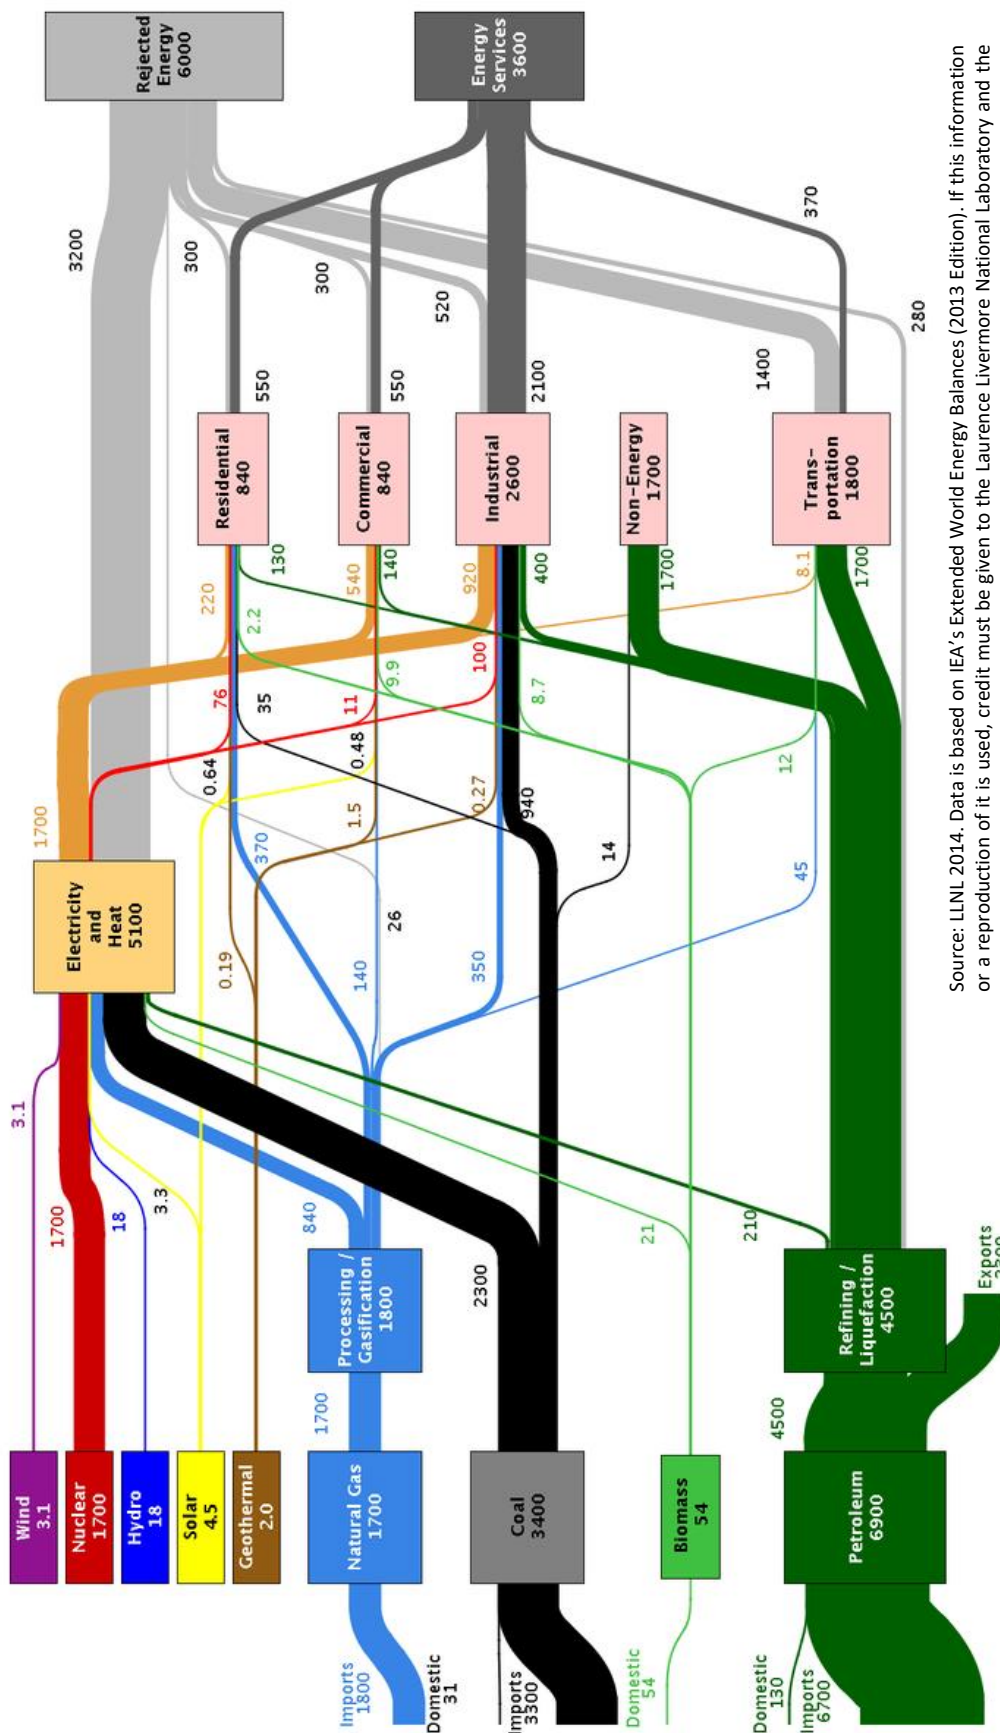 Imports
1800
Domestic
31
Imports
3300
Domestic
54
Domestic
130
Imports
6700
Wind
3.1
Nuclear
1700
Hydro
18
Solar
4.5
Geothermal
2.0
Natural Gas
1700
Coal
3400
Biomass
54
Petroleum
6900
1700
4500
Processing /
Gasification
1800
Refining /
Liquefaction
4500
Exports
3.1
1700
18
3.3
840
2300
21
210
Electricity
and
Heat
5100
0.19
140
26
350
1700
0.64
370
1.5
0.48
0.27
940
14
45
12
76
35
11
9.9
100
8.7
220
2.2
130
540
140
920
400
1700
8.1
1700
Residential
840
Commercial
840
Industrial
2600
Non-Energy
1700
Trans-
portation
1800
550
550
2100
1400
280
3200
300
300
520
370
Rejected
Energy
6000
Energy
Services
3600
Source: LLNL 2014. Data is based on IEA's Extended World Energy Balances (2013 Edition). If this information
or a reproduction of it is used, credit must be given to the Laurence Livermore National Laboratory and the